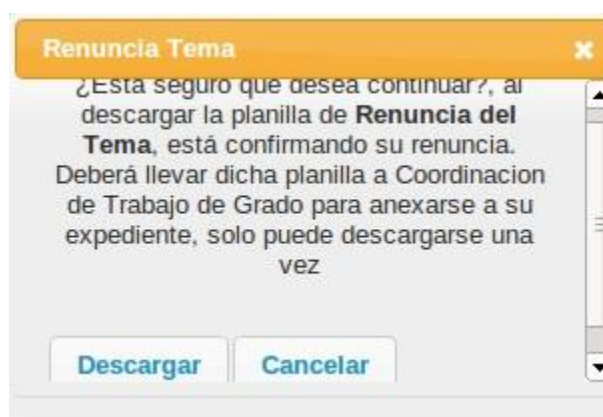 Renuncia Tema
¿Esta seguro que desea continuar?, al
descargar la planilla de Renuncia del
Tema, está confirmando su renuncia.
Deberá llevar dicha planilla a Coordinacion
de Trabajo de Grado para anexarse a su
expediente, solo puede descargarse una
vez
Descargar Cancelar